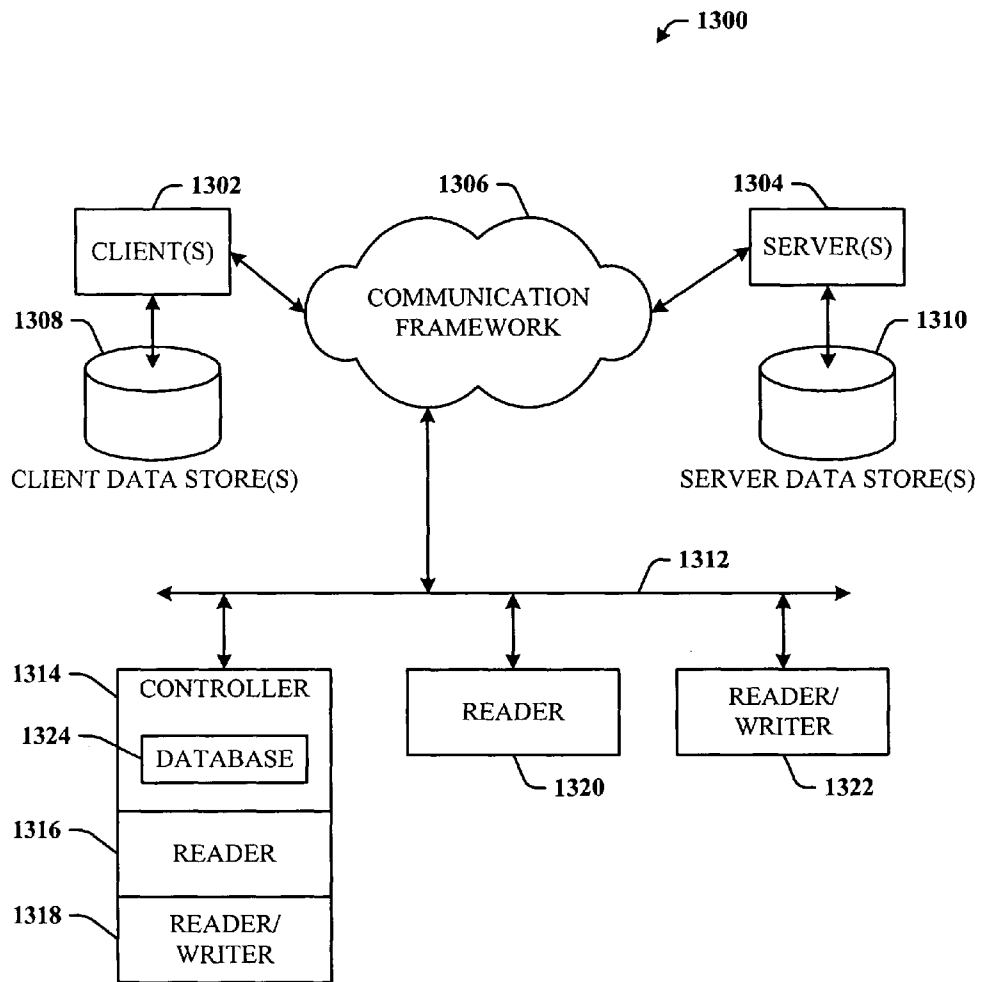 1300
1302
1306
1304
CLIENT(S)
COMMUNICATION
FRAMEWORK
SERVER(S)
1308
1310
CLIENT DATA STORE(S)
SERVER DATA STORE(S)
1312
1314
CONTROLLER
1324
DATABASE
READER
READER/
WRITER
1320
1322
1316
READER
1318
READER/
WRITER